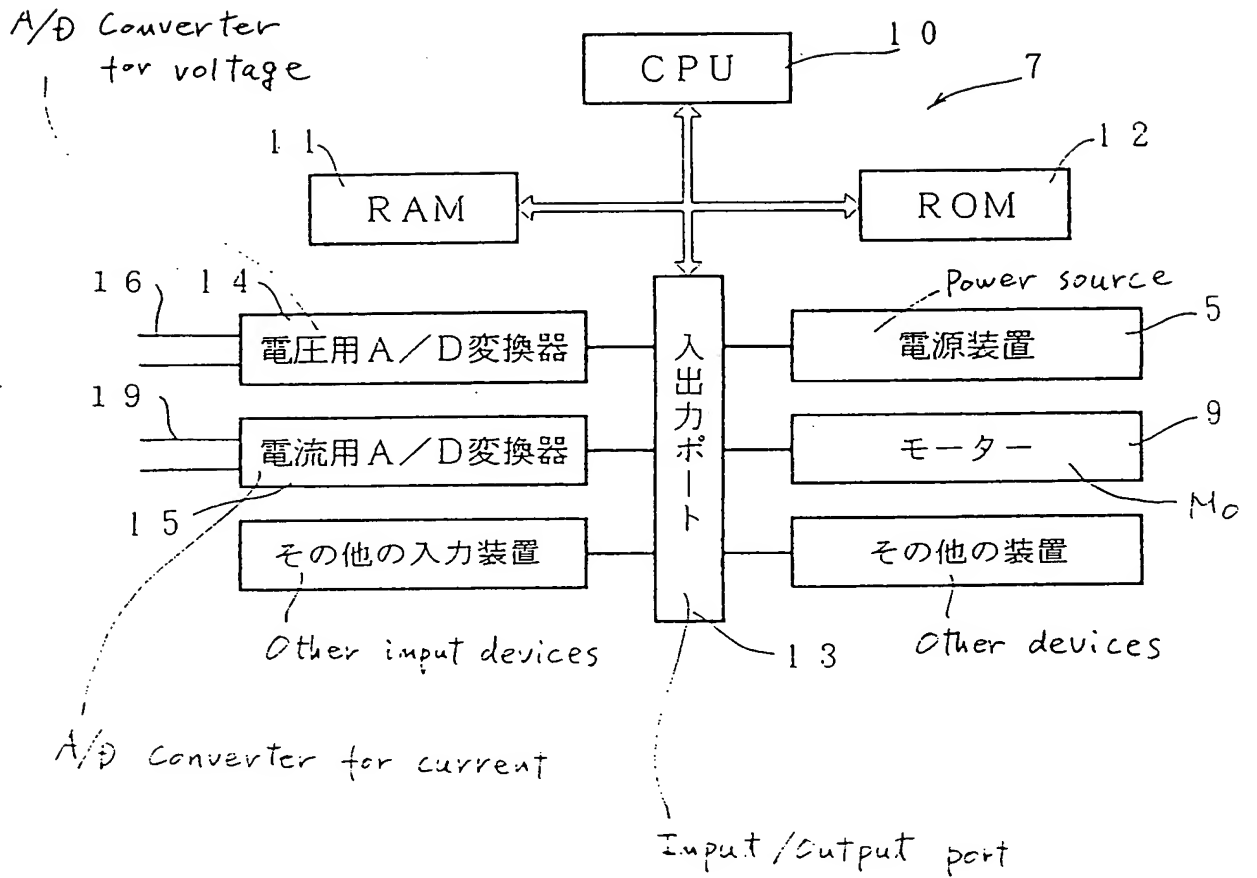 A/D Converter
for voltage
10
CPU
7
11
RAM
12
ROM
16
14
電圧用A/D変換器
Power source
5
電源装置
19
電流用A/D変換器
15
入出力ポート
9
モーター
Mo
その他の入力装置
その他の装置
Other input devices
13
Other devices
A/D Converter for current
Input/Output port